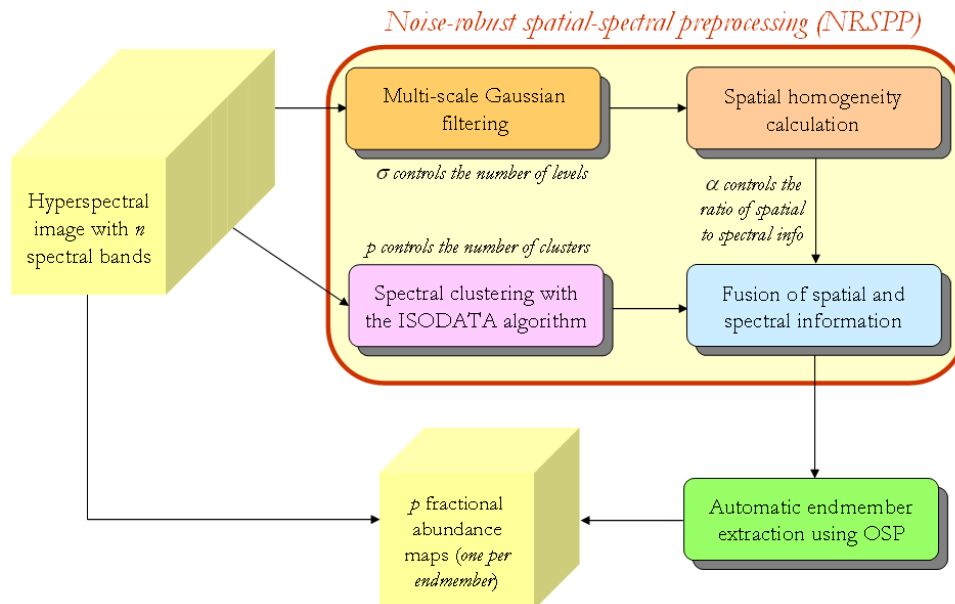 Noise-robust spatial-spectral preprocessing (NRSPP)
Multi-scale Gaussian
filtering
Spatial homogeneity
calculation
σ controls the number of levels
α controls the
ratio of spatial
to spectral info
Hyperspectral
image with n
spectral bands
p controls the number of clusters
Spectral clustering with
the ISODATA algorithm
Fusion of spatial and
spectral information
p fractional
abundance
maps (one per
endmember)
Automatic endmember
extraction using OSP